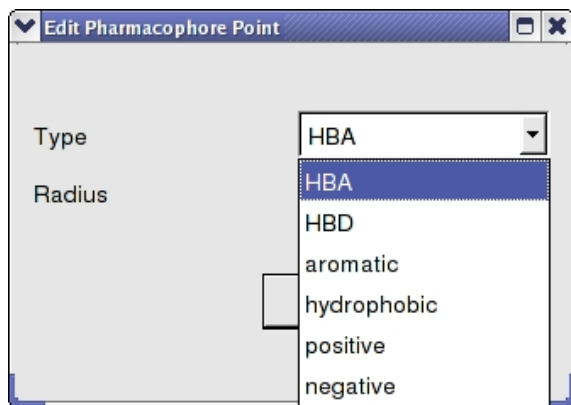 Edit Pharmacophore Point
Type
HBA
Radius
HBA
HBD
aromatic
hydrophobic
positive
negative